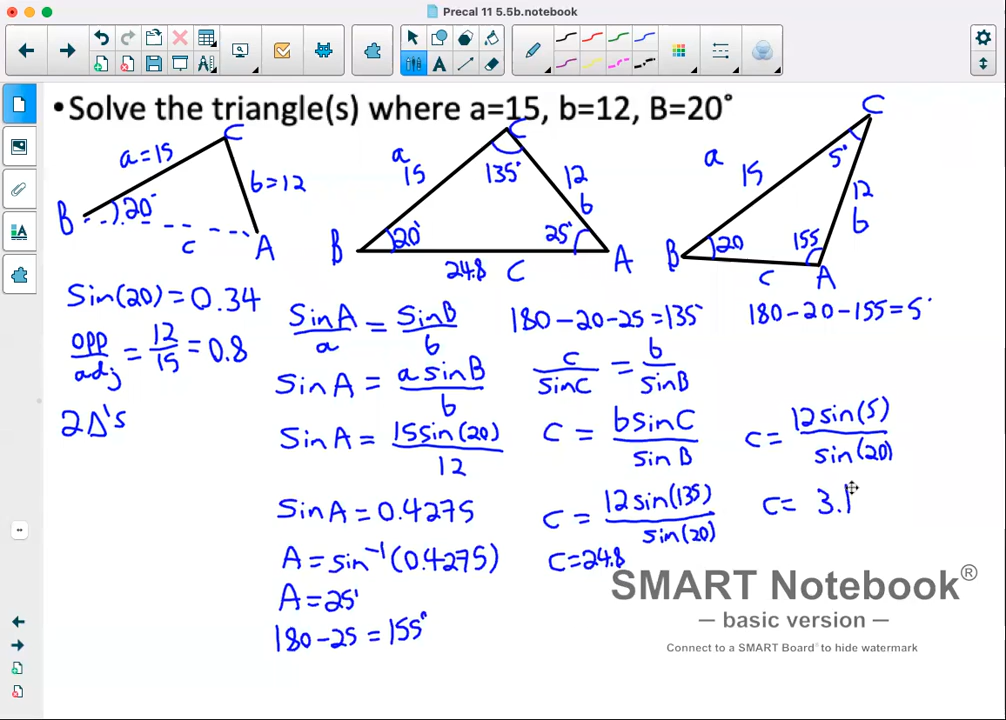 Precal 11 5.5b.notebook
•Solve the triangle(s) where a=15, b=12, B=20°
a=15
C
b=12
B
20°
c
A
a
15
C
135°
12
b
B
20°
25°
A
24.8 C
C
a
15
5°
12
b
B
20
155
A
c
Sin(20)=0.34
opp/adj = 12/15 = 0.8
2Δ's
SinA/a = SinB/b
SinA = a sinB/b
SinA = 15sin(20)/12
SinA = 0.4275
A = sin⁻¹(0.4275)
A = 25°
180-25 = 155°
180-20-25 = 135°
c/sinC = b/sinB
c = bsinC/sinB
c = 12sin(135)/sin(20)
c=24.8
180-20-155=5°
c = 12sin(5)/sin(20)
c= 3.1
SMART Notebook®
— basic version —
Connect to a SMART Board® to hide watermark